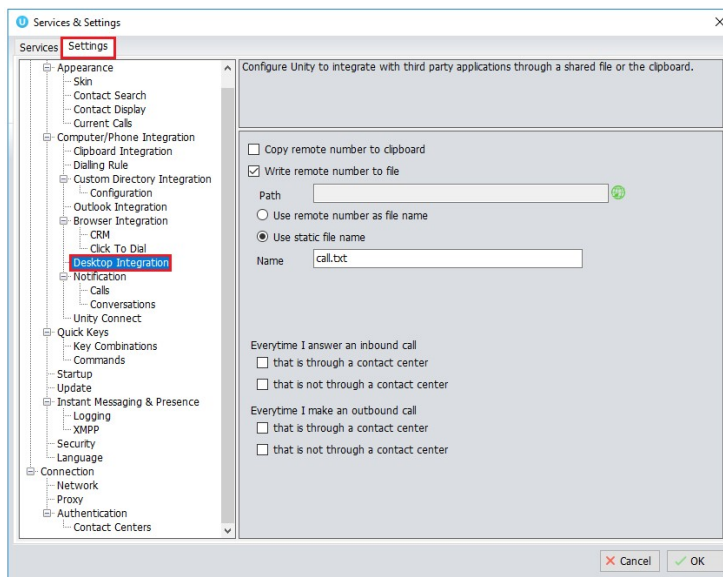 Services & Settings
Services Settings
Appearance
Skin
Contact Search
Contact Display
Current Calls
Computer/Phone Integration
Clipboard Integration
Dialling Rule
Custom Directory Integration
Configuration
Outlook Integration
Browser Integration
CRM
Click To Dial
Desktop Integration
Notification
Calls
Conversations
Unity Connect
Quick Keys
Key Combinations
Commands
Startup
Update
Instant Messaging & Presence
Logging
XMPP
Security
Language
Connection
Network
Proxy
Authentication
Contact Centers
Configure Unity to integrate with third party applications through a shared file or the clipboard.
Copy remote number to clipboard
Write remote number to file
Path
Use remote number as file name
Use static file name
Name call.txt
Everytime I answer an inbound call
that is through a contact center
that is not through a contact center
Everytime I make an outbound call
that is through a contact center
that is not through a contact center
Cancel OK